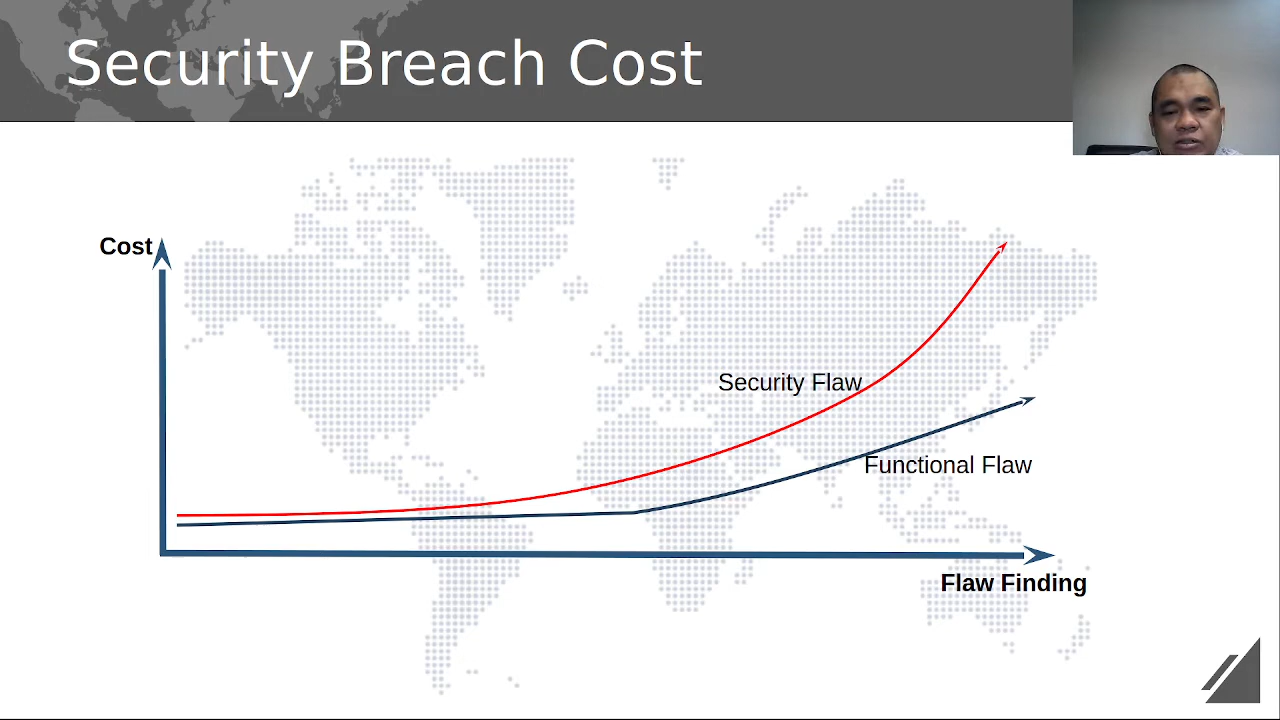 Security Breach Cost
Cost
Security Flaw
Functional Flaw
Flaw Finding